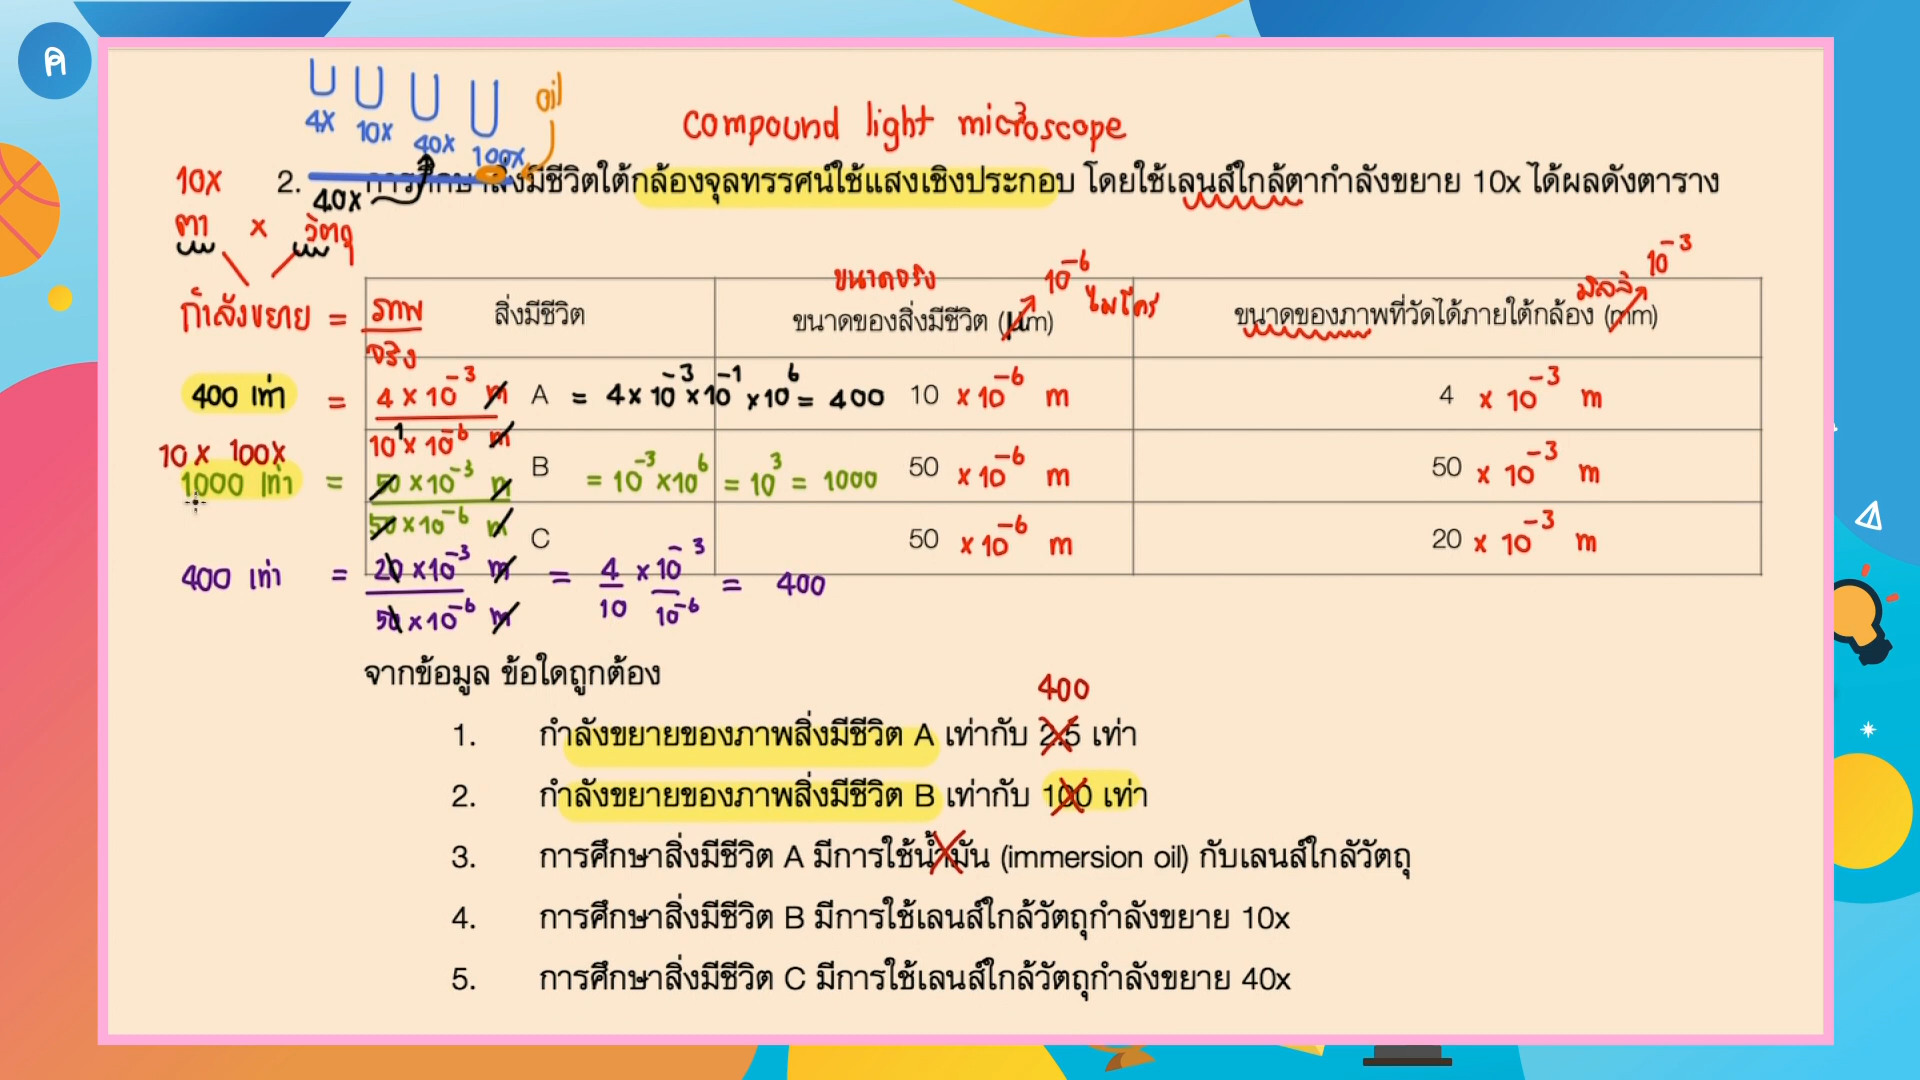 ค
4x 10x 40x 100x oil
compound light microscope
10x
2. การศึกษาสิ่งมีชีวิตใต้กล้องจุลทรรศน์ใช้แสงเชิงประกอบ โดยใช้เลนส์ใกล้ตากำลังขยาย 10x ได้ผลดังตาราง
40x
ตา x วัตถุ
กำลังขยาย = ภาพ
จริง
สิ่งมีชีวิต
ขนาดจริง 10⁻⁶
ขนาดของสิ่งมีชีวิต (μm) ไมโคร
มิลลิ 10⁻³
ขนาดของภาพที่วัดได้ภายใต้กล้อง (mm)
400 เท่า = 4 x 10⁻³ m
10¹ x 10⁻⁶ m
A = 4 x 10⁻³ x 10⁻¹ x 10⁶ = 400 10 x 10⁻⁶ m 4 x 10⁻³ m
10 x 100x
1000 เท่า = 50 x 10⁻³ m
50 x 10⁻⁶ m
B = 10⁻³ x 10⁶ = 10³ = 1000 50 x 10⁻⁶ m 50 x 10⁻³ m
C 50 x 10⁻⁶ m 20 x 10⁻³ m
400 เท่า = 20 x 10⁻³ m = 4 x 10⁻³ = 400
50 x 10⁻⁶ m 10 10⁻⁶
จากข้อมูล ข้อใดถูกต้อง
400
1. กำลังขยายของภาพสิ่งมีชีวิต A เท่ากับ 2.5 เท่า
2. กำลังขยายของภาพสิ่งมีชีวิต B เท่ากับ 100 เท่า
3. การศึกษาสิ่งมีชีวิต A มีการใช้น้ำมัน (immersion oil) กับเลนส์ใกลัวัตถุ
4. การศึกษาสิ่งมีชีวิต B มีการใช้เลนส์ใกล้วัตถุกำลังขยาย 10x
5. การศึกษาสิ่งมีชีวิต C มีการใช้เลนส์ใกล้วัตถุกำลังขยาย 40x